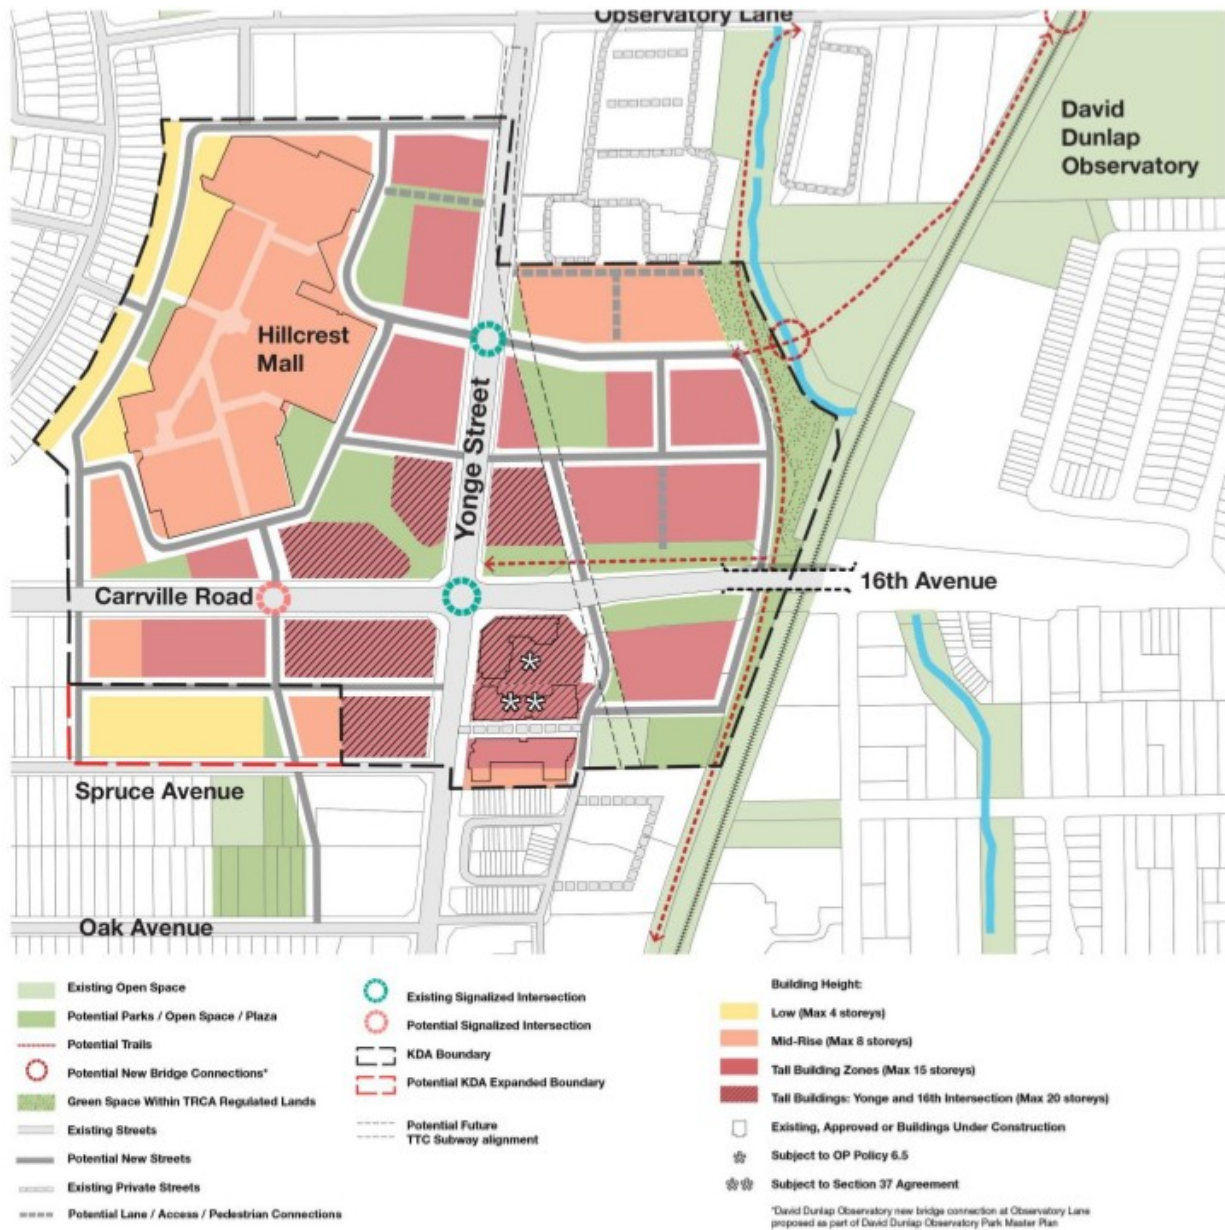 Observatory Lane
David
Dunlap
Observatory
Hillcrest
Mall
Yonge Street
Carrville Road
16th Avenue
*
**
Spruce Avenue
Oak Avenue
Existing Open Space
Potential Parks / Open Space / Plaza
Potential Trails
Potential New Bridge Connections*
Green Space Within TRCA Regulated Lands
Existing Streets
Potential New Streets
Existing Private Streets
Potential Lane / Access / Pedestrian Connections
Existing Signalized Intersection
Potential Signalized Intersection
KDA Boundary
Potential KDA Expanded Boundary
Potential Future
TTC Subway alignment
Building Height:
Low (Max 4 storeys)
Mid-Rise (Max 8 storeys)
Tall Building Zones (Max 15 storeys)
Tall Buildings: Yonge and 16th Intersection (Max 20 storeys)
Existing, Approved or Buildings Under Construction
* Subject to OP Policy 6.5
** Subject to Section 37 Agreement
*David Dunlap Observatory new bridge connection at Observatory Lane
proposed as part of David Dunlap Observatory Park Master Plan